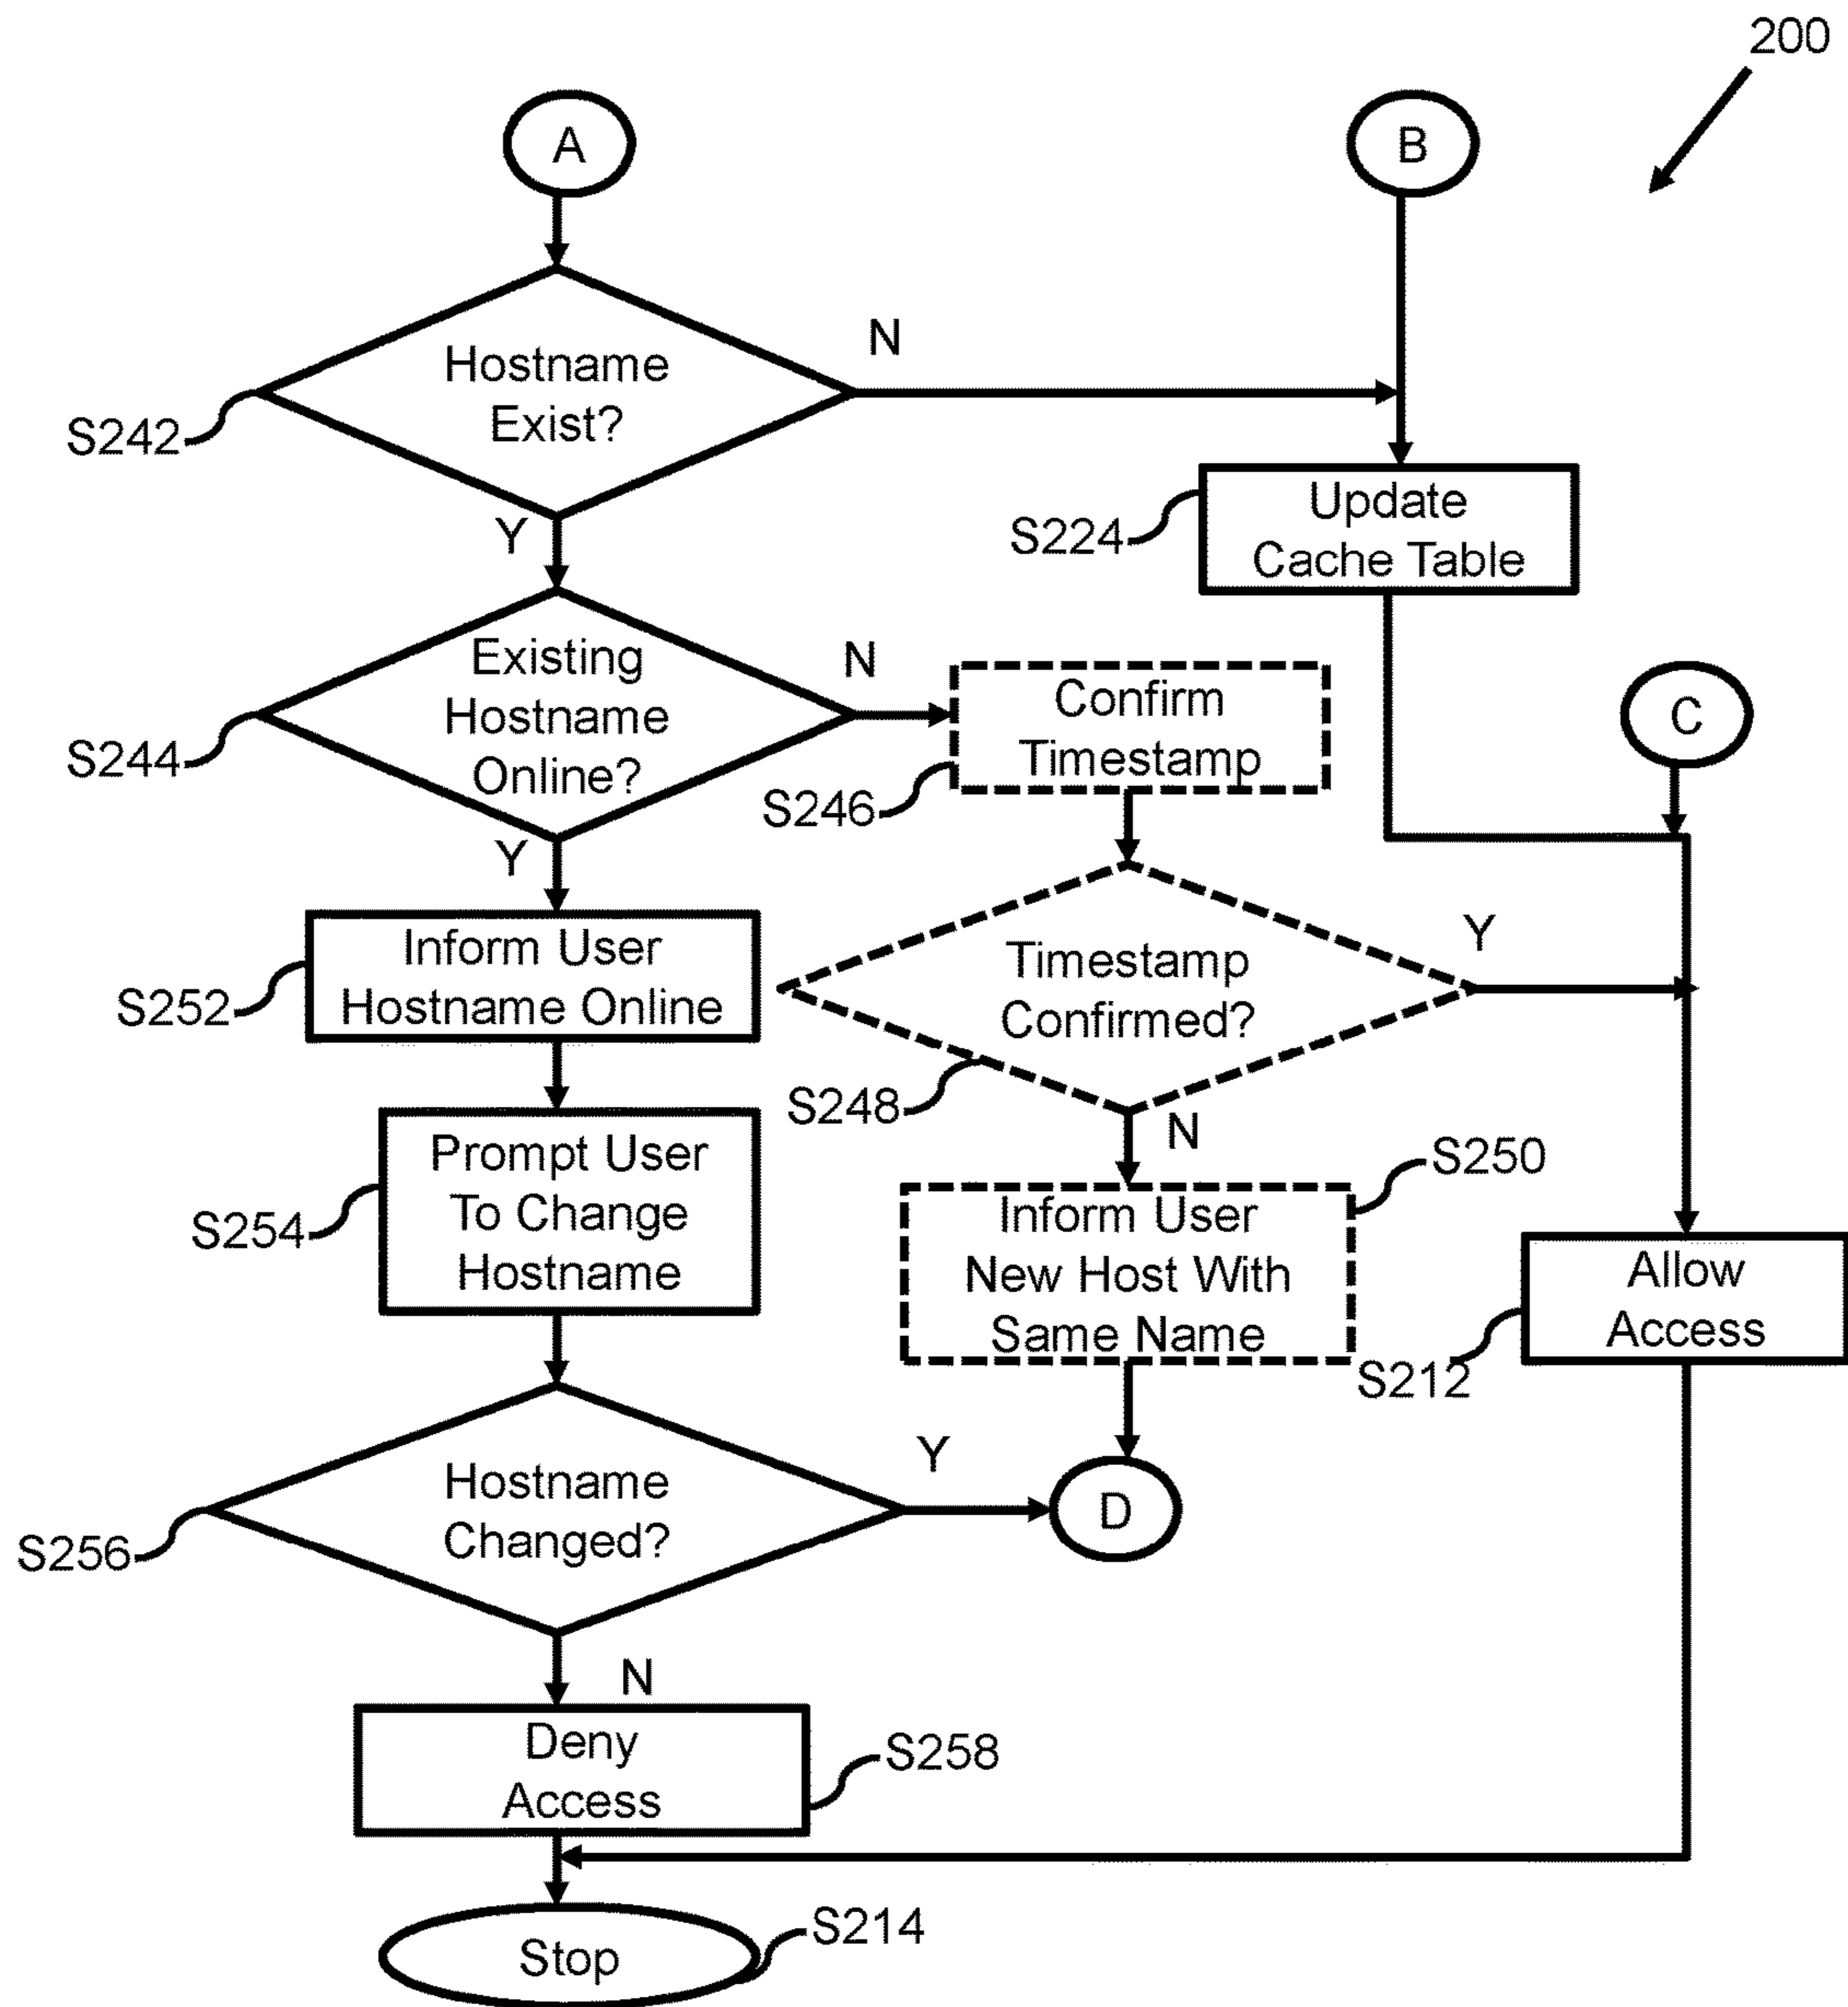 200
A
B
Hostname
Exist?
N
S242
Y
Update
Cache Table
S224
Existing
Hostname
Online?
N
S244
Y
Confirm
Timestamp
S246
C
Inform User
Hostname Online
S252
Timestamp
Confirmed?
Y
S248
N
Prompt User
To Change
Hostname
S254
Inform User
New Host With
Same Name
S250
Allow
Access
S212
Hostname
Changed?
Y
S256
N
D
Deny
Access
S258
Stop
S214